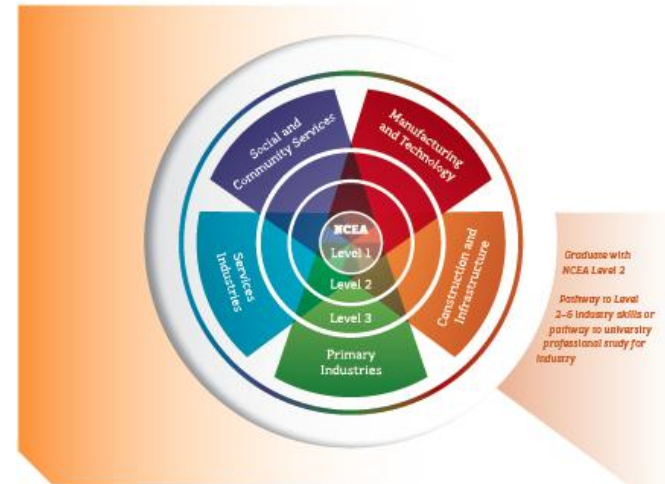 Social and
Community Services
Manufacturing
and Technology
Services
Industries
Construction and
Infrastructure
NCEA
Level 1
Level 2
Level 3
Primary
Industries
Graduate with
NCEA Level 2
Pathway to Level
2–6 industry skills or
pathway to university
professional study for
industry